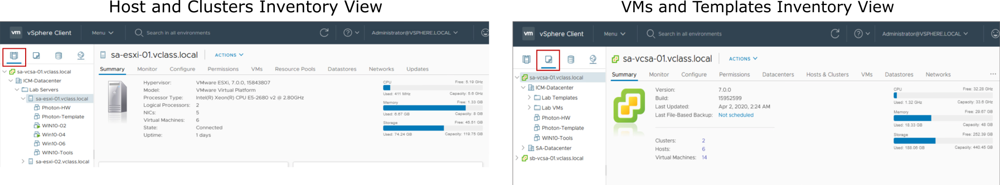 Host and Clusters Inventory View
vm vSphere Client Menu Search in all environments Administrator@VSPHERE.LOCAL
sa-esxi-01.vclass.local ACTIONS
Summary Monitor Configure Permissions VMs Resource Pools Datastores Networks Updates
sa-vcsa-01.vclass.local
ICM-Datacenter
Lab Servers
sa-esxi-01.vclass.local
Photon-HW
Photon-Template
WIN10-02
Win10-04
Win10-06
WIN10-Tools
sa-esxi-02.vclass.local
Hypervisor: VMware ESXi, 7.0.0, 15843807
Model: VMware Virtual Platform
Processor Type: Intel(R) Xeon(R) CPU E5-2680 v2 @ 2.80GHz
Logical Processors: 2
NICs: 5
Virtual Machines: 6
State: Connected
Uptime: 1 days
CPU Free: 5.19 GHz
Used: 411 MHz Capacity: 5.6 GHz
Memory Free: 1.33 GB
Used: 6.67 GB Capacity: 8 GB
Storage Free: 45.51 GB
Used: 74.24 GB Capacity: 119.75 GB
VMs and Templates Inventory View
vm vSphere Client Menu Search in all environments Administrator@VSPHERE.LOCAL
sa-vcsa-01.vclass.local ACTIONS
Summary Monitor Configure Permissions Datacenters Hosts & Clusters VMs Datastores Networks ...
sa-vcsa-01.vclass.local
ICM-Datacenter
Lab Templates
Lab VMs
Photon-HW
Photon-Template
WIN10-Tools
SA-Datacenter
sb-vcsa-01.vclass.local
Version: 7.0.0
Build: 15952599
Last Updated: Apr 2, 2020, 2:24 AM
Last File-Based Backup: Not scheduled
Clusters: 2
Hosts: 6
Virtual Machines: 14
CPU Free: 32.28 GHz
Used: 1.32 GHz Capacity: 33.6 GHz
Memory Free: 29.67 GB
Used: 18.33 GB Capacity: 48 GB
Storage Free: 252.39 GB
Used: 188.06 GB Capacity: 440.45 GB